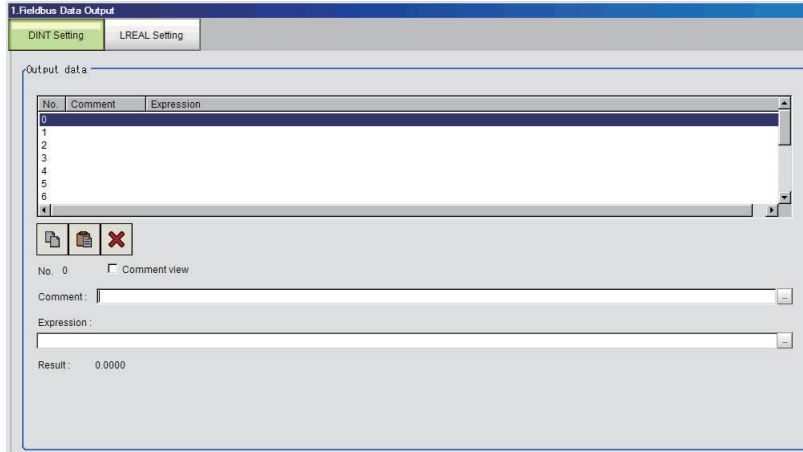 1.Fieldbus Data Output
DINT Setting LREAL Setting
Output data
No. Comment Expression
0
1
2
3
4
5
6
No. 0 Comment view
Comment :
...
Expression :
...
Result : 0.0000